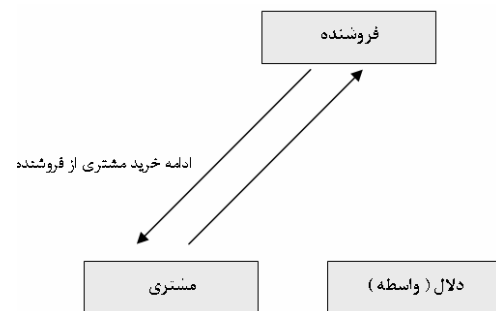 فروشنده
ادامه خرید مشتری از فروشنده
مشتری
دلال ( واسطه )